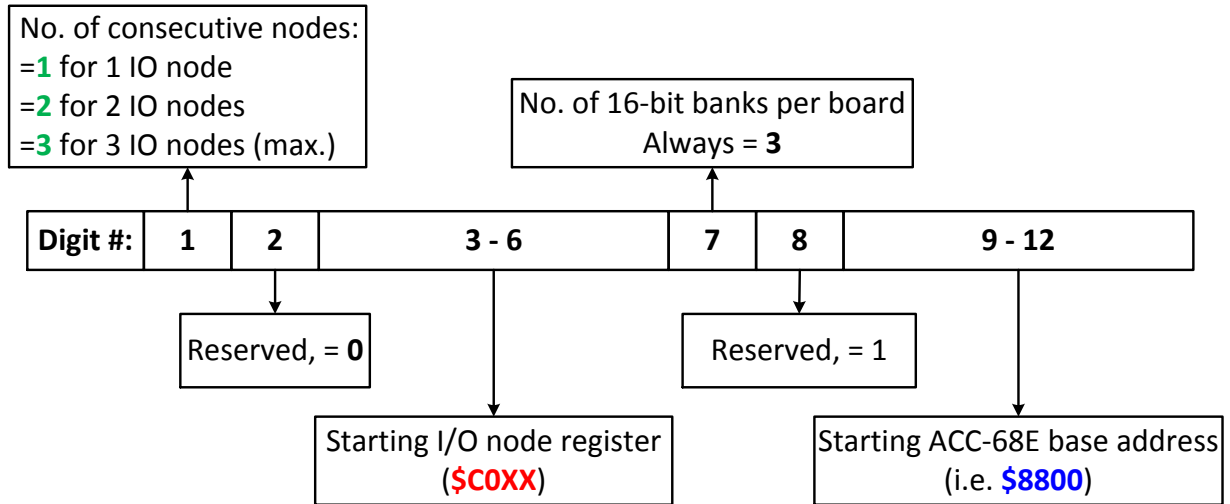 No. of consecutive nodes:
=1 for 1 IO node
=2 for 2 IO nodes
=3 for 3 IO nodes (max.)
No. of 16-bit banks per board
Always = 3
Digit #: 1 2 3 - 6 7 8 9 - 12
Reserved, = 0
Reserved, = 1
Starting I/O node register
($C0XX)
Starting ACC-68E base address
(i.e. $8800)